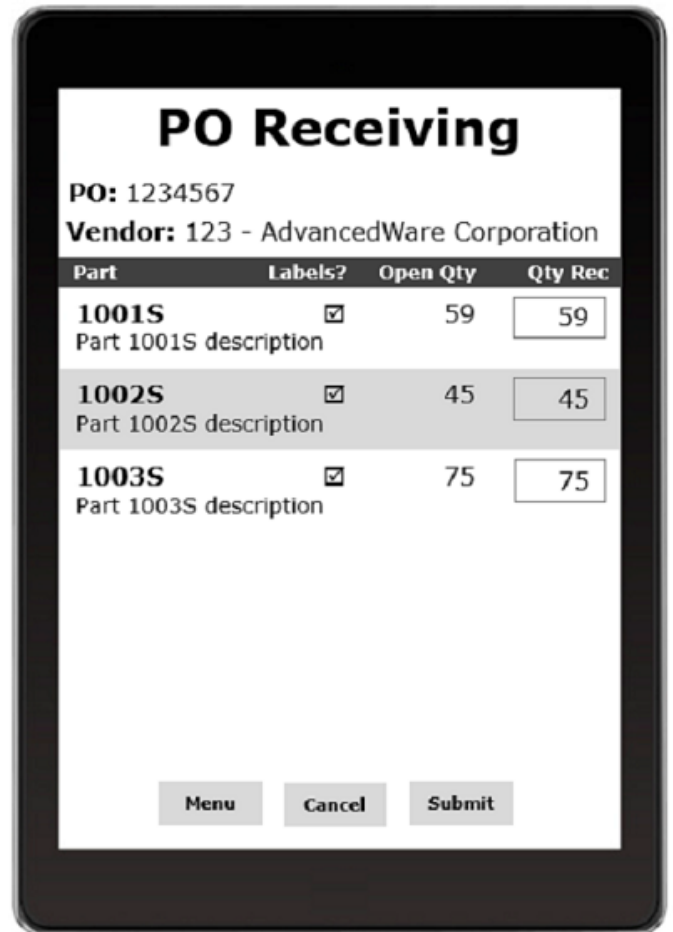 PO Receiving
PO: 1234567
Vendor: 123 - AdvancedWare Corporation
Part Labels? Open Qty Qty Rec
1001S ☑ 59 59
Part 1001S description
1002S ☑ 45 45
Part 1002S description
1003S ☑ 75 75
Part 1003S description
Menu Cancel Submit